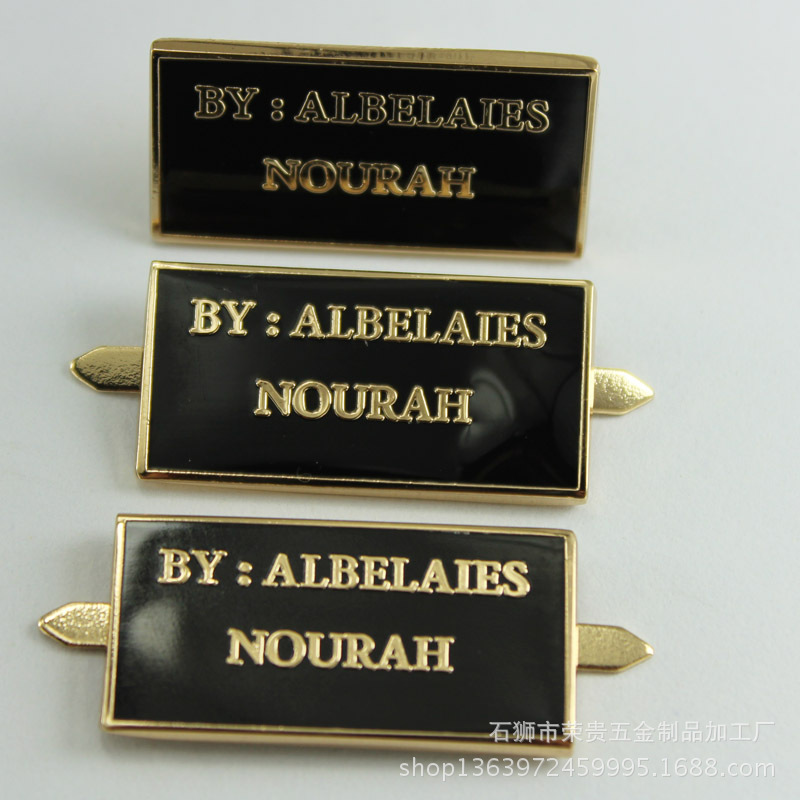 BY : ALBELAIES
NOURAH
BY : ALBELAIES
NOURAH
BY : ALBELAIES
NOURAH
石狮市荣贵五金制品加工厂
shop1363972459995.1688.com